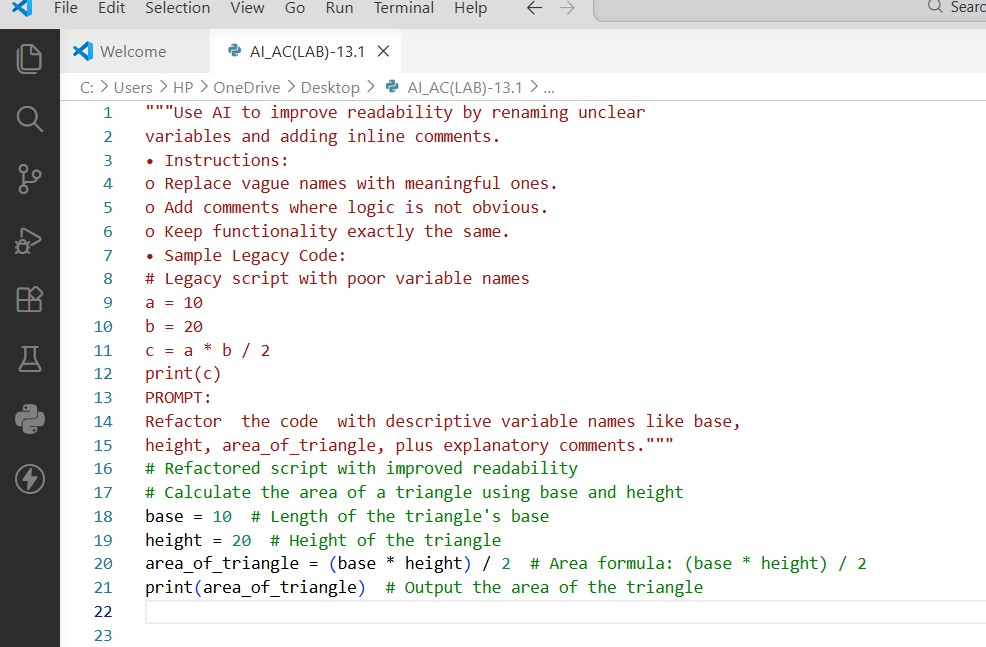 File Edit Selection View Go Run Terminal Help
Welcome AI_AC(LAB)-13.1
C: > Users > HP > OneDrive > Desktop > AI_AC(LAB)-13.1 > ...
1 """Use AI to improve readability by renaming unclear
2 variables and adding inline comments.
3 • Instructions:
4 o Replace vague names with meaningful ones.
5 o Add comments where logic is not obvious.
6 o Keep functionality exactly the same.
7 • Sample Legacy Code:
8 # Legacy script with poor variable names
9 a = 10
10 b = 20
11 c = a * b / 2
12 print(c)
13 PROMPT:
14 Refactor  the code  with descriptive variable names like base,
15 height, area_of_triangle, plus explanatory comments."""
16 # Refactored script with improved readability
17 # Calculate the area of a triangle using base and height
18 base = 10  # Length of the triangle's base
19 height = 20  # Height of the triangle
20 area_of_triangle = (base * height) / 2  # Area formula: (base * height) / 2
21 print(area_of_triangle)  # Output the area of the triangle
22
23